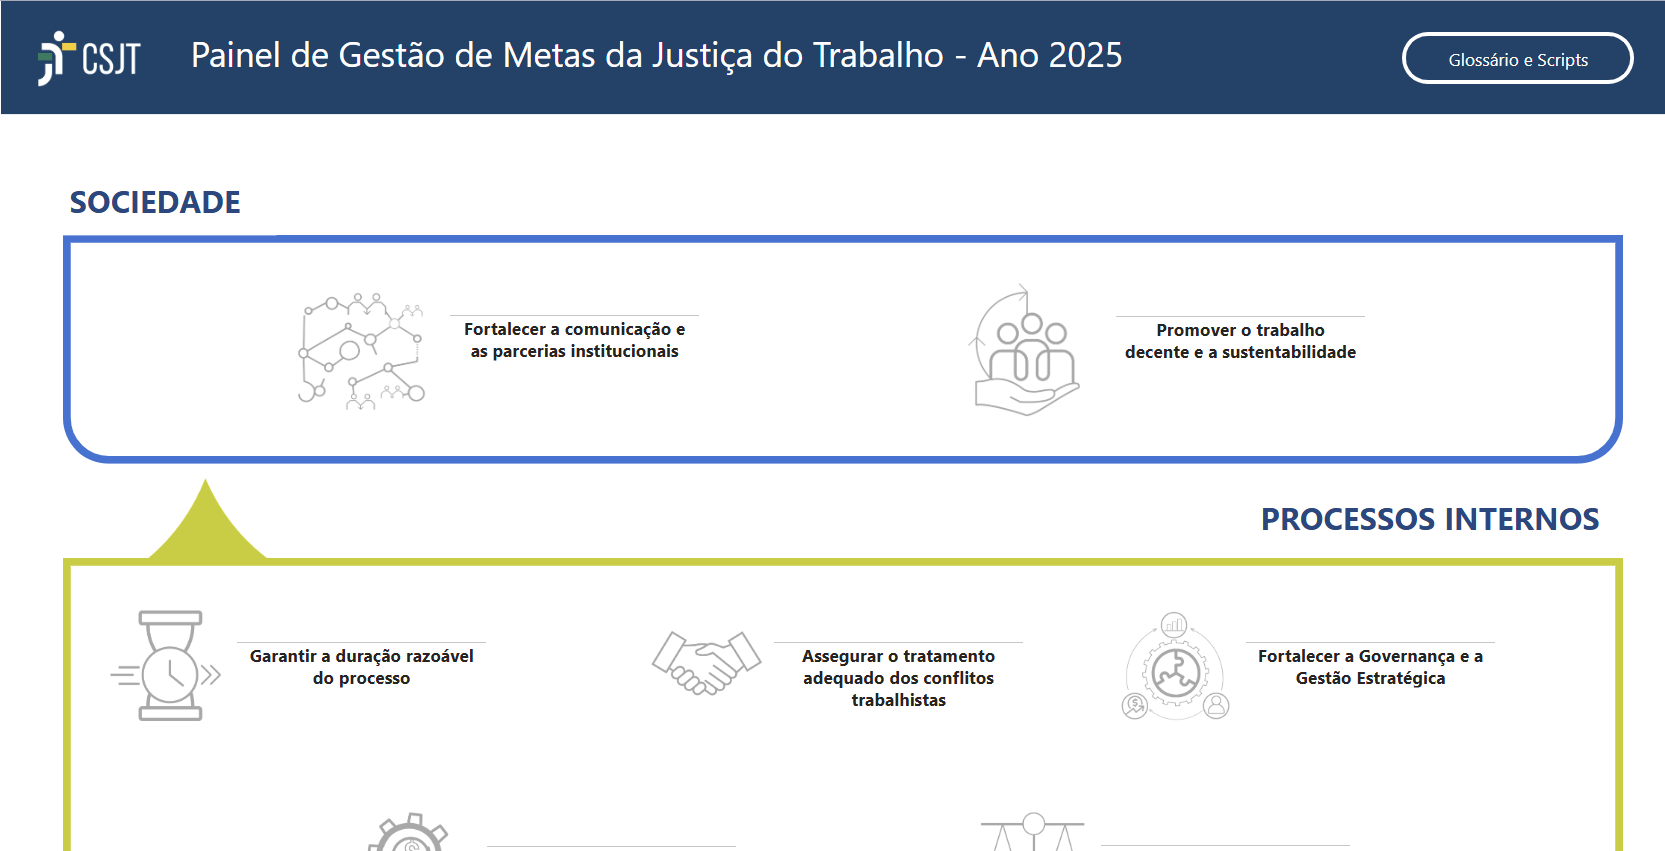 CSJT
Painel de Gestão de Metas da Justiça do Trabalho - Ano 2025
Glossário e Scripts
SOCIEDADE
Fortalecer a comunicação e
as parcerias institucionais
Promover o trabalho
decente e a sustentabilidade
PROCESSOS INTERNOS
Garantir a duração razoável
do processo
Assegurar o tratamento
adequado dos conflitos
trabalhistas
Fortalecer a Governança e a
Gestão Estratégica